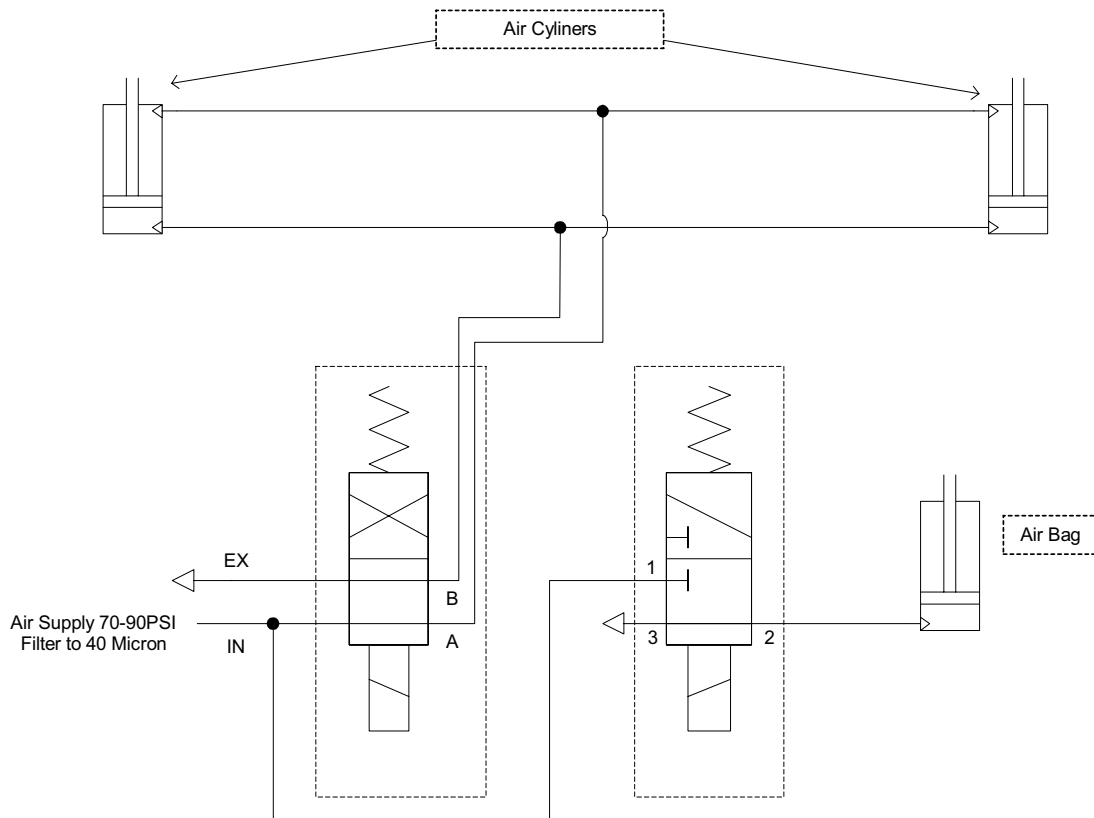 Air Cyliners
EX
B
Air Supply 70-90PSI
Filter to 40 Micron
IN
A
1
3
2
Air Bag